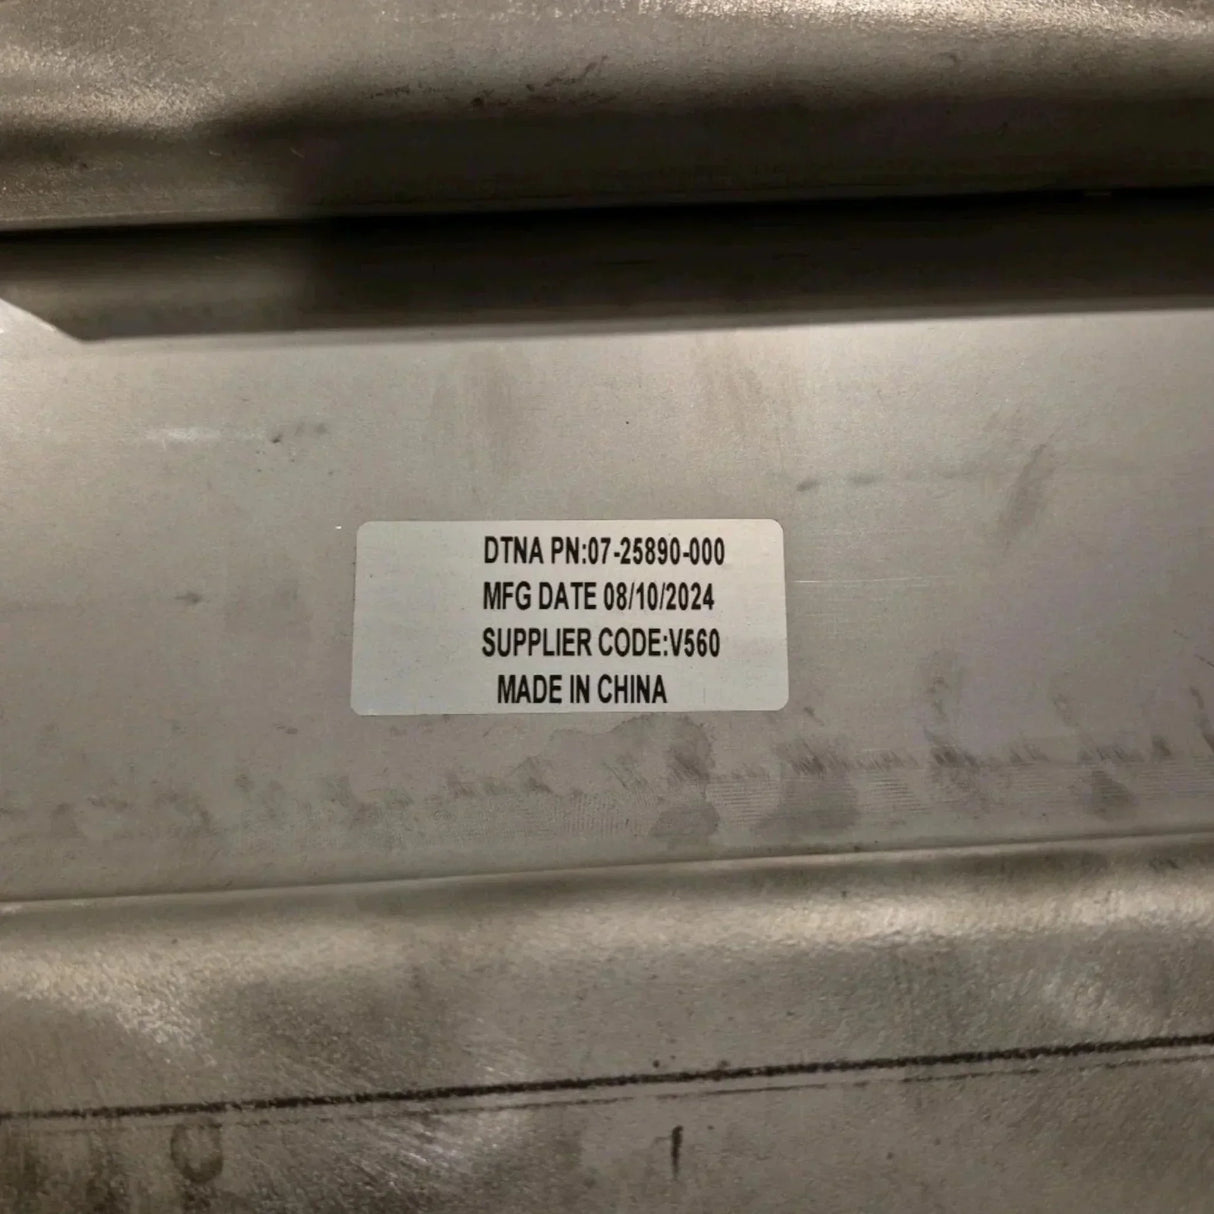 DTNA PN:07-25890-000
MFG DATE 08/10/2024
SUPPLIER CODE:V560
MADE IN CHINA